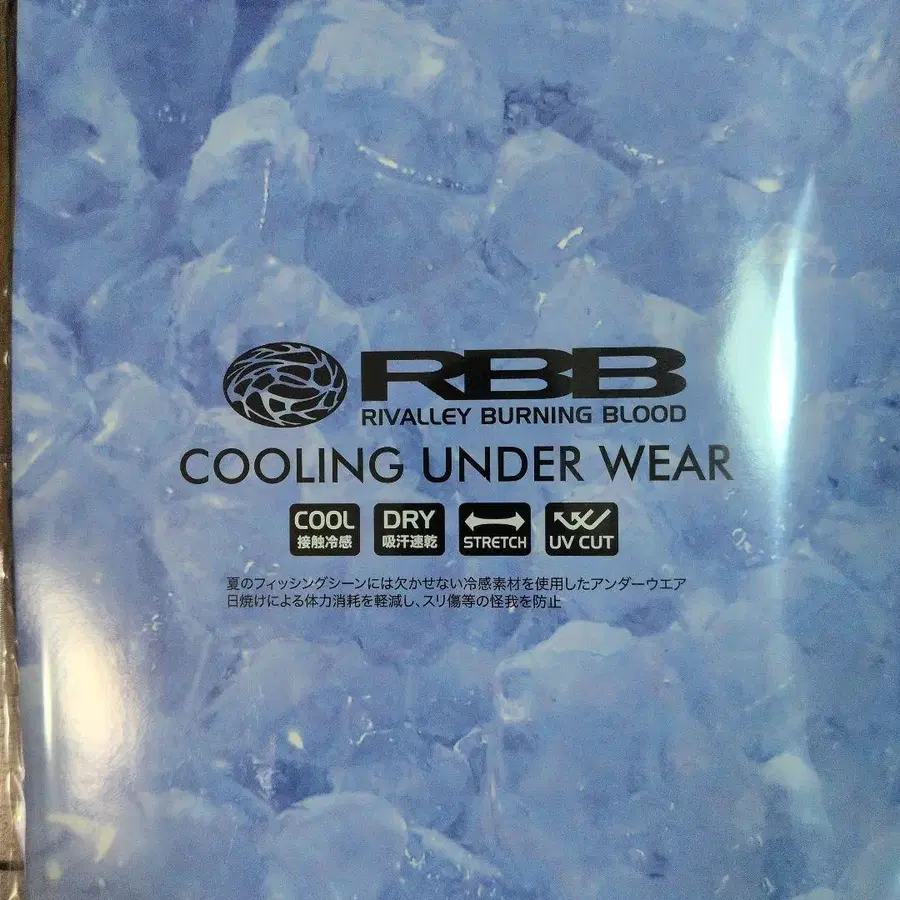 RBB
RIVALLEY BURNING BLOOD
COOLING UNDER WEAR
COOL 接触冷感
DRY 吸汗速乾
STRETCH
UV CUT
夏のフィッシングシーンには欠かせない冷感素材を使用したアンダーウエア
日焼けによる体力消耗を軽減し、スリ傷等の怪我を防止